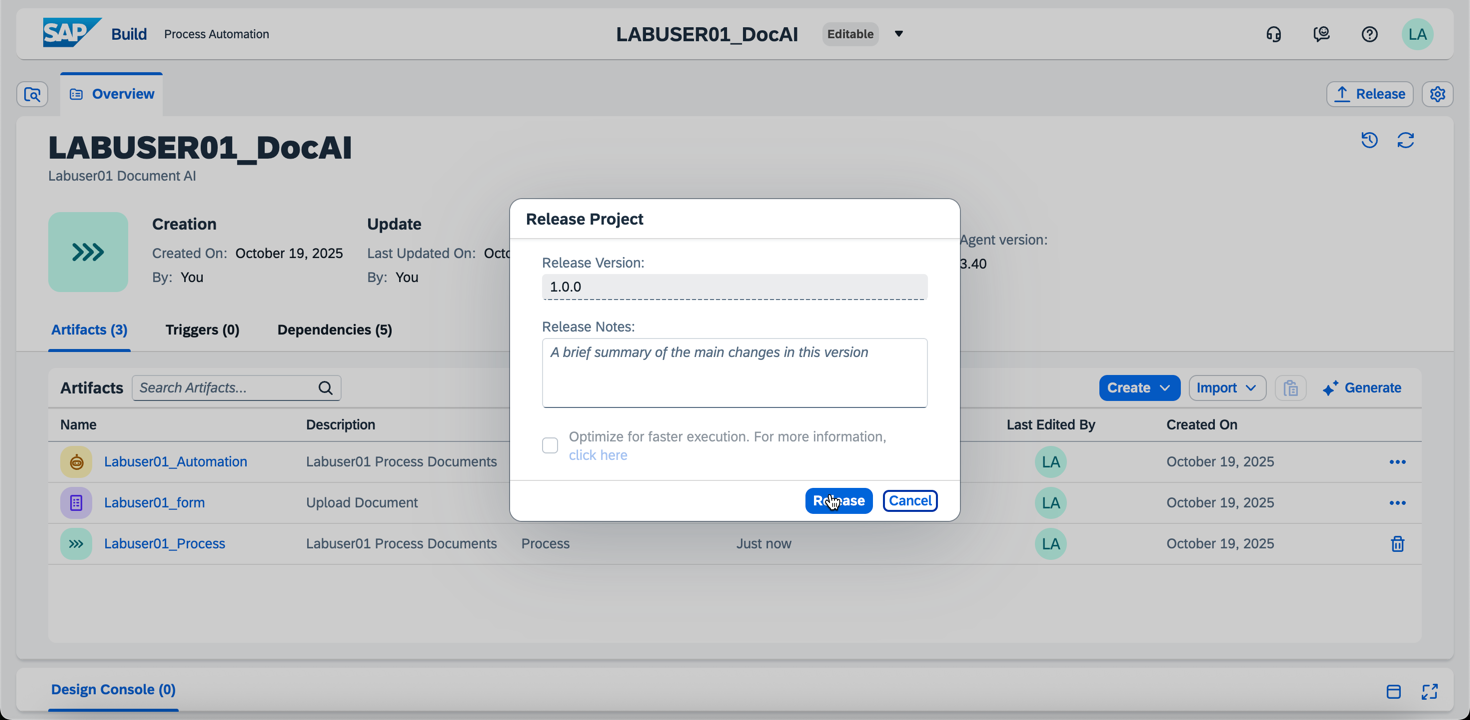 SAP Build Process Automation
LABUSER01_DocAI Editable
LA
Overview
Release
LABUSER01_DocAI
Labuser01 Document AI
Creation
Created On: October 19, 2025
By: You
Update
Last Updated On:
By: You
Agent version:
3.40
Artifacts (3) Triggers (0) Dependencies (5)
Release Project
Release Version:
1.0.0
Release Notes:
A brief summary of the main changes in this version
Optimize for faster execution. For more information,
click here
Release Cancel
Artifacts Search Artifacts... Create Import Generate
Name Description Last Edited By Created On
Labuser01_Automation Labuser01 Process Documents LA October 19, 2025
Labuser01_form Upload Document LA October 19, 2025
Labuser01_Process Labuser01 Process Documents Process Just now LA October 19, 2025
Design Console (0)